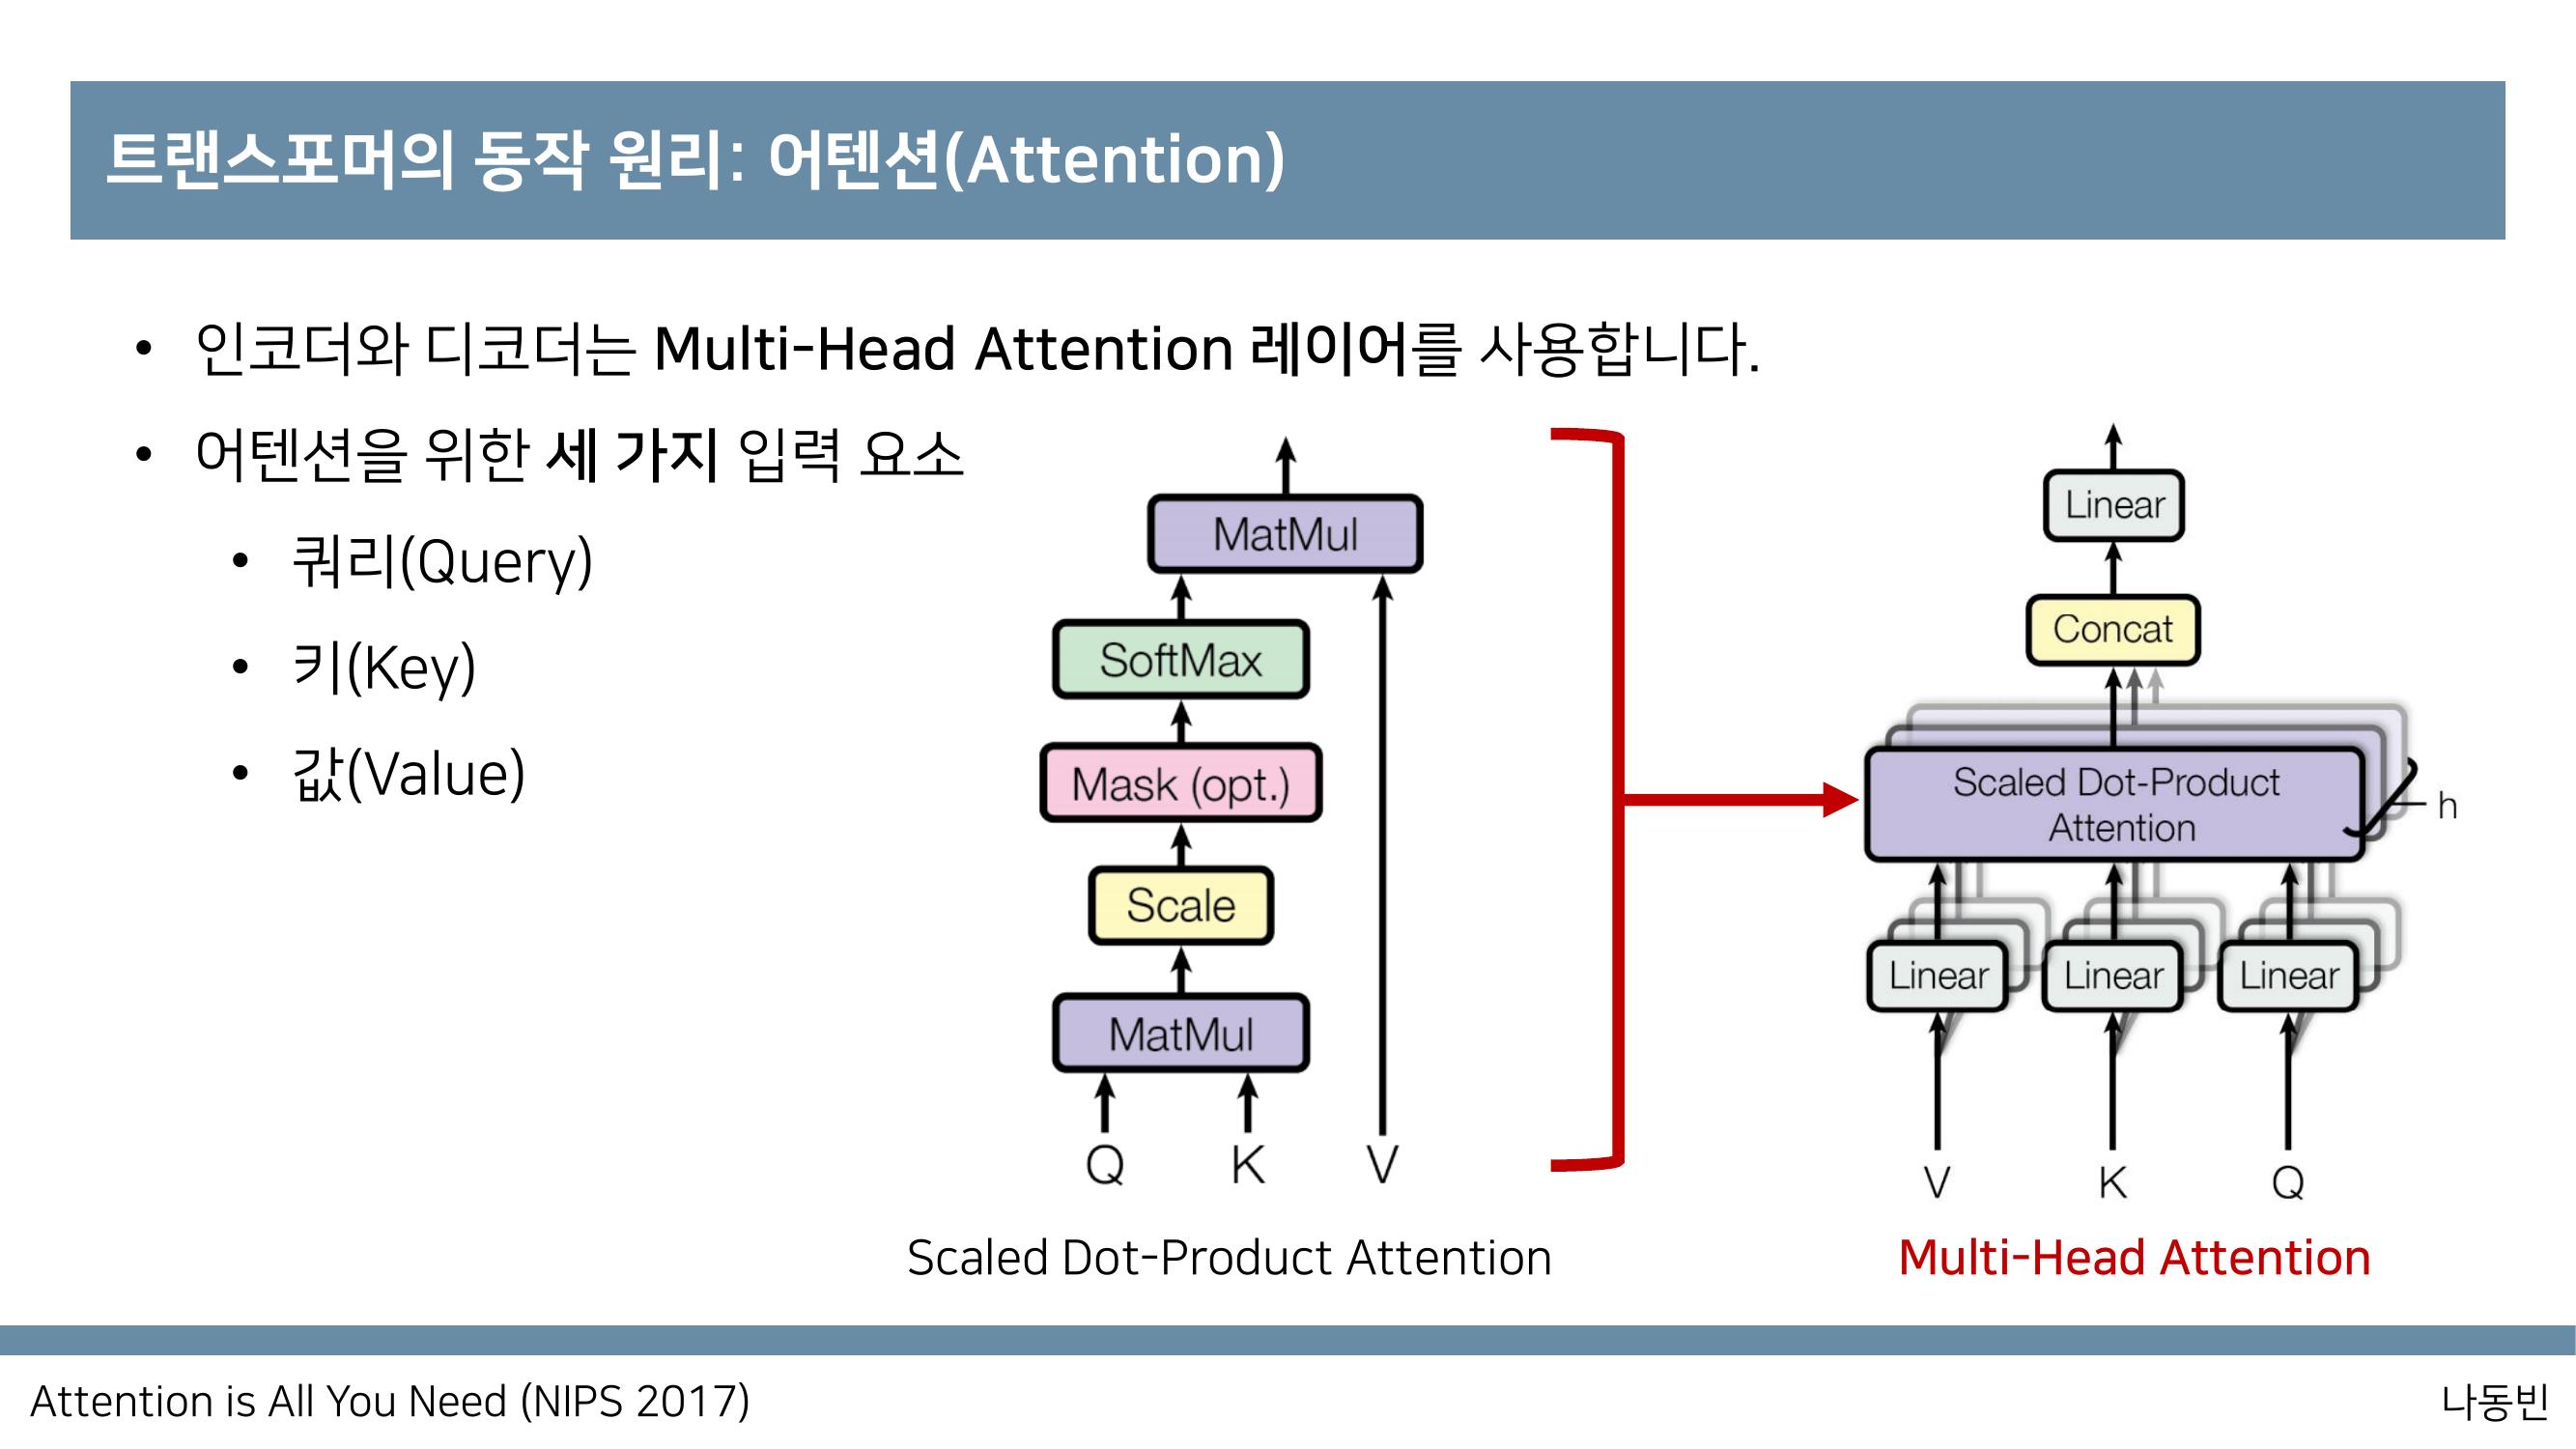 트랜스포머의 동작 원리: 어텐션(Attention)
• 인코더와 디코더는 Multi-Head Attention 레이어를 사용합니다.
• 어텐션을 위한 세 가지 입력 요소
• 쿼리(Query)
• 키(Key)
• 값(Value)
MatMul
SoftMax
Mask (opt.)
Scale
MatMul
Q K V
Scaled Dot-Product Attention
Linear
Concat
Scaled Dot-Product
Attention
h
Linear Linear Linear
V K Q
Multi-Head Attention
Attention is All You Need (NIPS 2017)
나동빈